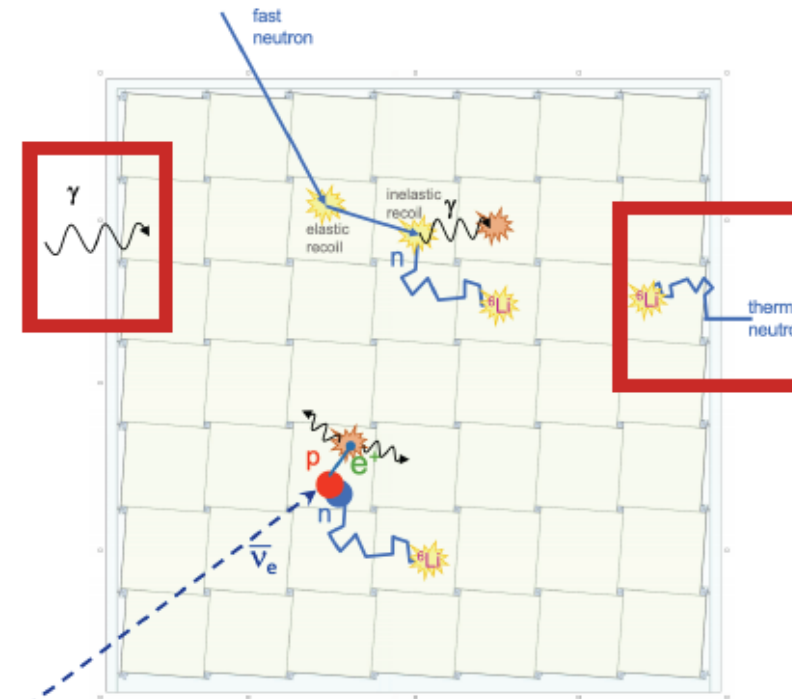 fast
neutron
γ
inelastic
recoil
γ
elastic
recoil
n
⁶Li
⁶Li
p
e⁺
n
ν̅ₑ
⁶Li